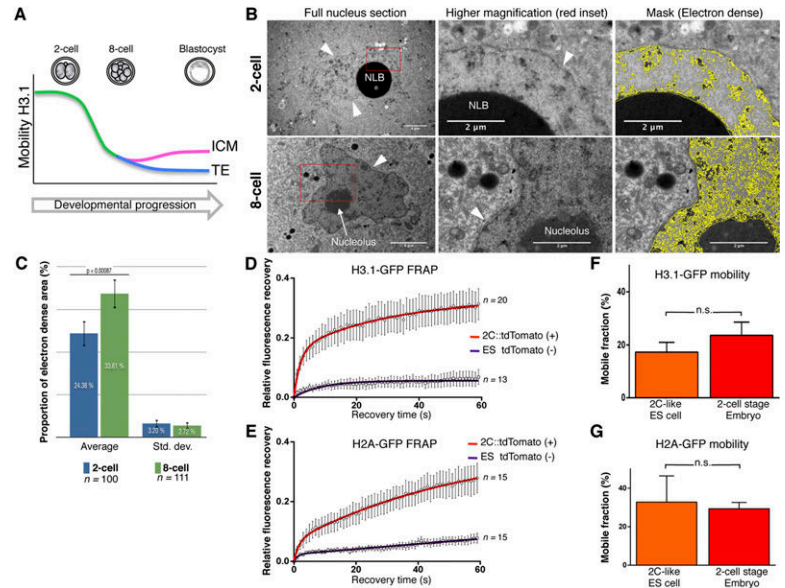 A
2-cell
8-cell
Blastocyst
Mobility H3.1
ICM
TE
Developmental progression
B
Full nucleus section
Higher magnification (red inset)
Mask (Electron dense)
2-cell
NLB
NLB
2 µm
2 µm
8-cell
Nucleolus
Nucleolus
2 µm
C
Proportion of electron dense area (%)
p < 0.00087
24.38 %
33.61 %
3.20 %
2.72 %
Average
Std. dev.
2-cell
n = 100
8-cell
n = 111
D
H3.1-GFP FRAP
Relative fluorescence recovery
0.4
0.2
0.0
n = 20
2C::tdTomato (+)
ES tdTomato (-)
n = 13
0
20
40
60
Recovery time (s)
E
H2A-GFP FRAP
Relative fluorescence recovery
0.4
0.2
0.0
2C::tdTomato (+)
ES tdTomato (-)
n = 15
n = 15
0
20
40
60
Recovery time (s)
F
H3.1-GFP mobility
Mobile fraction (%)
40
20
0
n.s.
2C-like
ES cell
2-cell stage
Embryo
G
H2A-GFP mobility
Mobile fraction (%)
40
20
0
n.s.
2C-like
ES cell
2-cell stage
Embryo